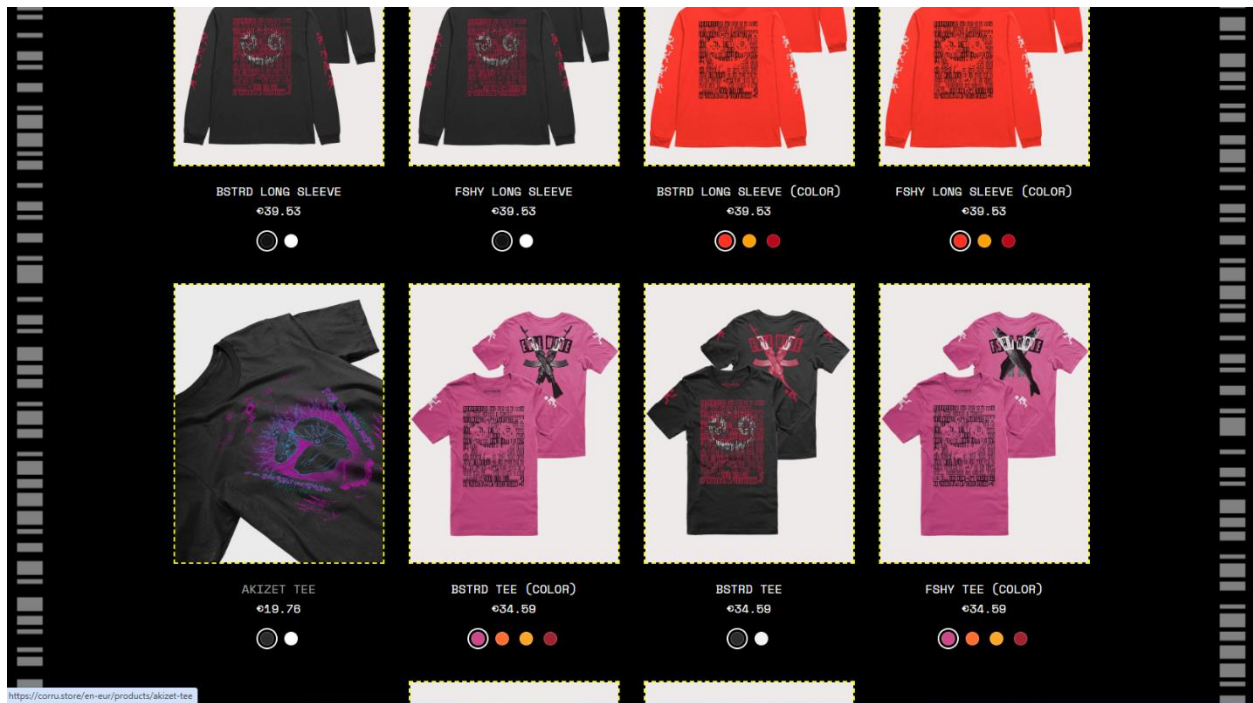 BSTRD LONG SLEEVE
€39.53
FSHY LONG SLEEVE
€39.53
BSTRD LONG SLEEVE (COLOR)
€39.53
FSHY LONG SLEEVE (COLOR)
€39.53
AKIZET TEE
€19.76
BSTRD TEE (COLOR)
€34.59
BSTRD TEE
€34.59
FSHY TEE (COLOR)
€34.59
https://corru.store/en-eur/products/akizet-tee